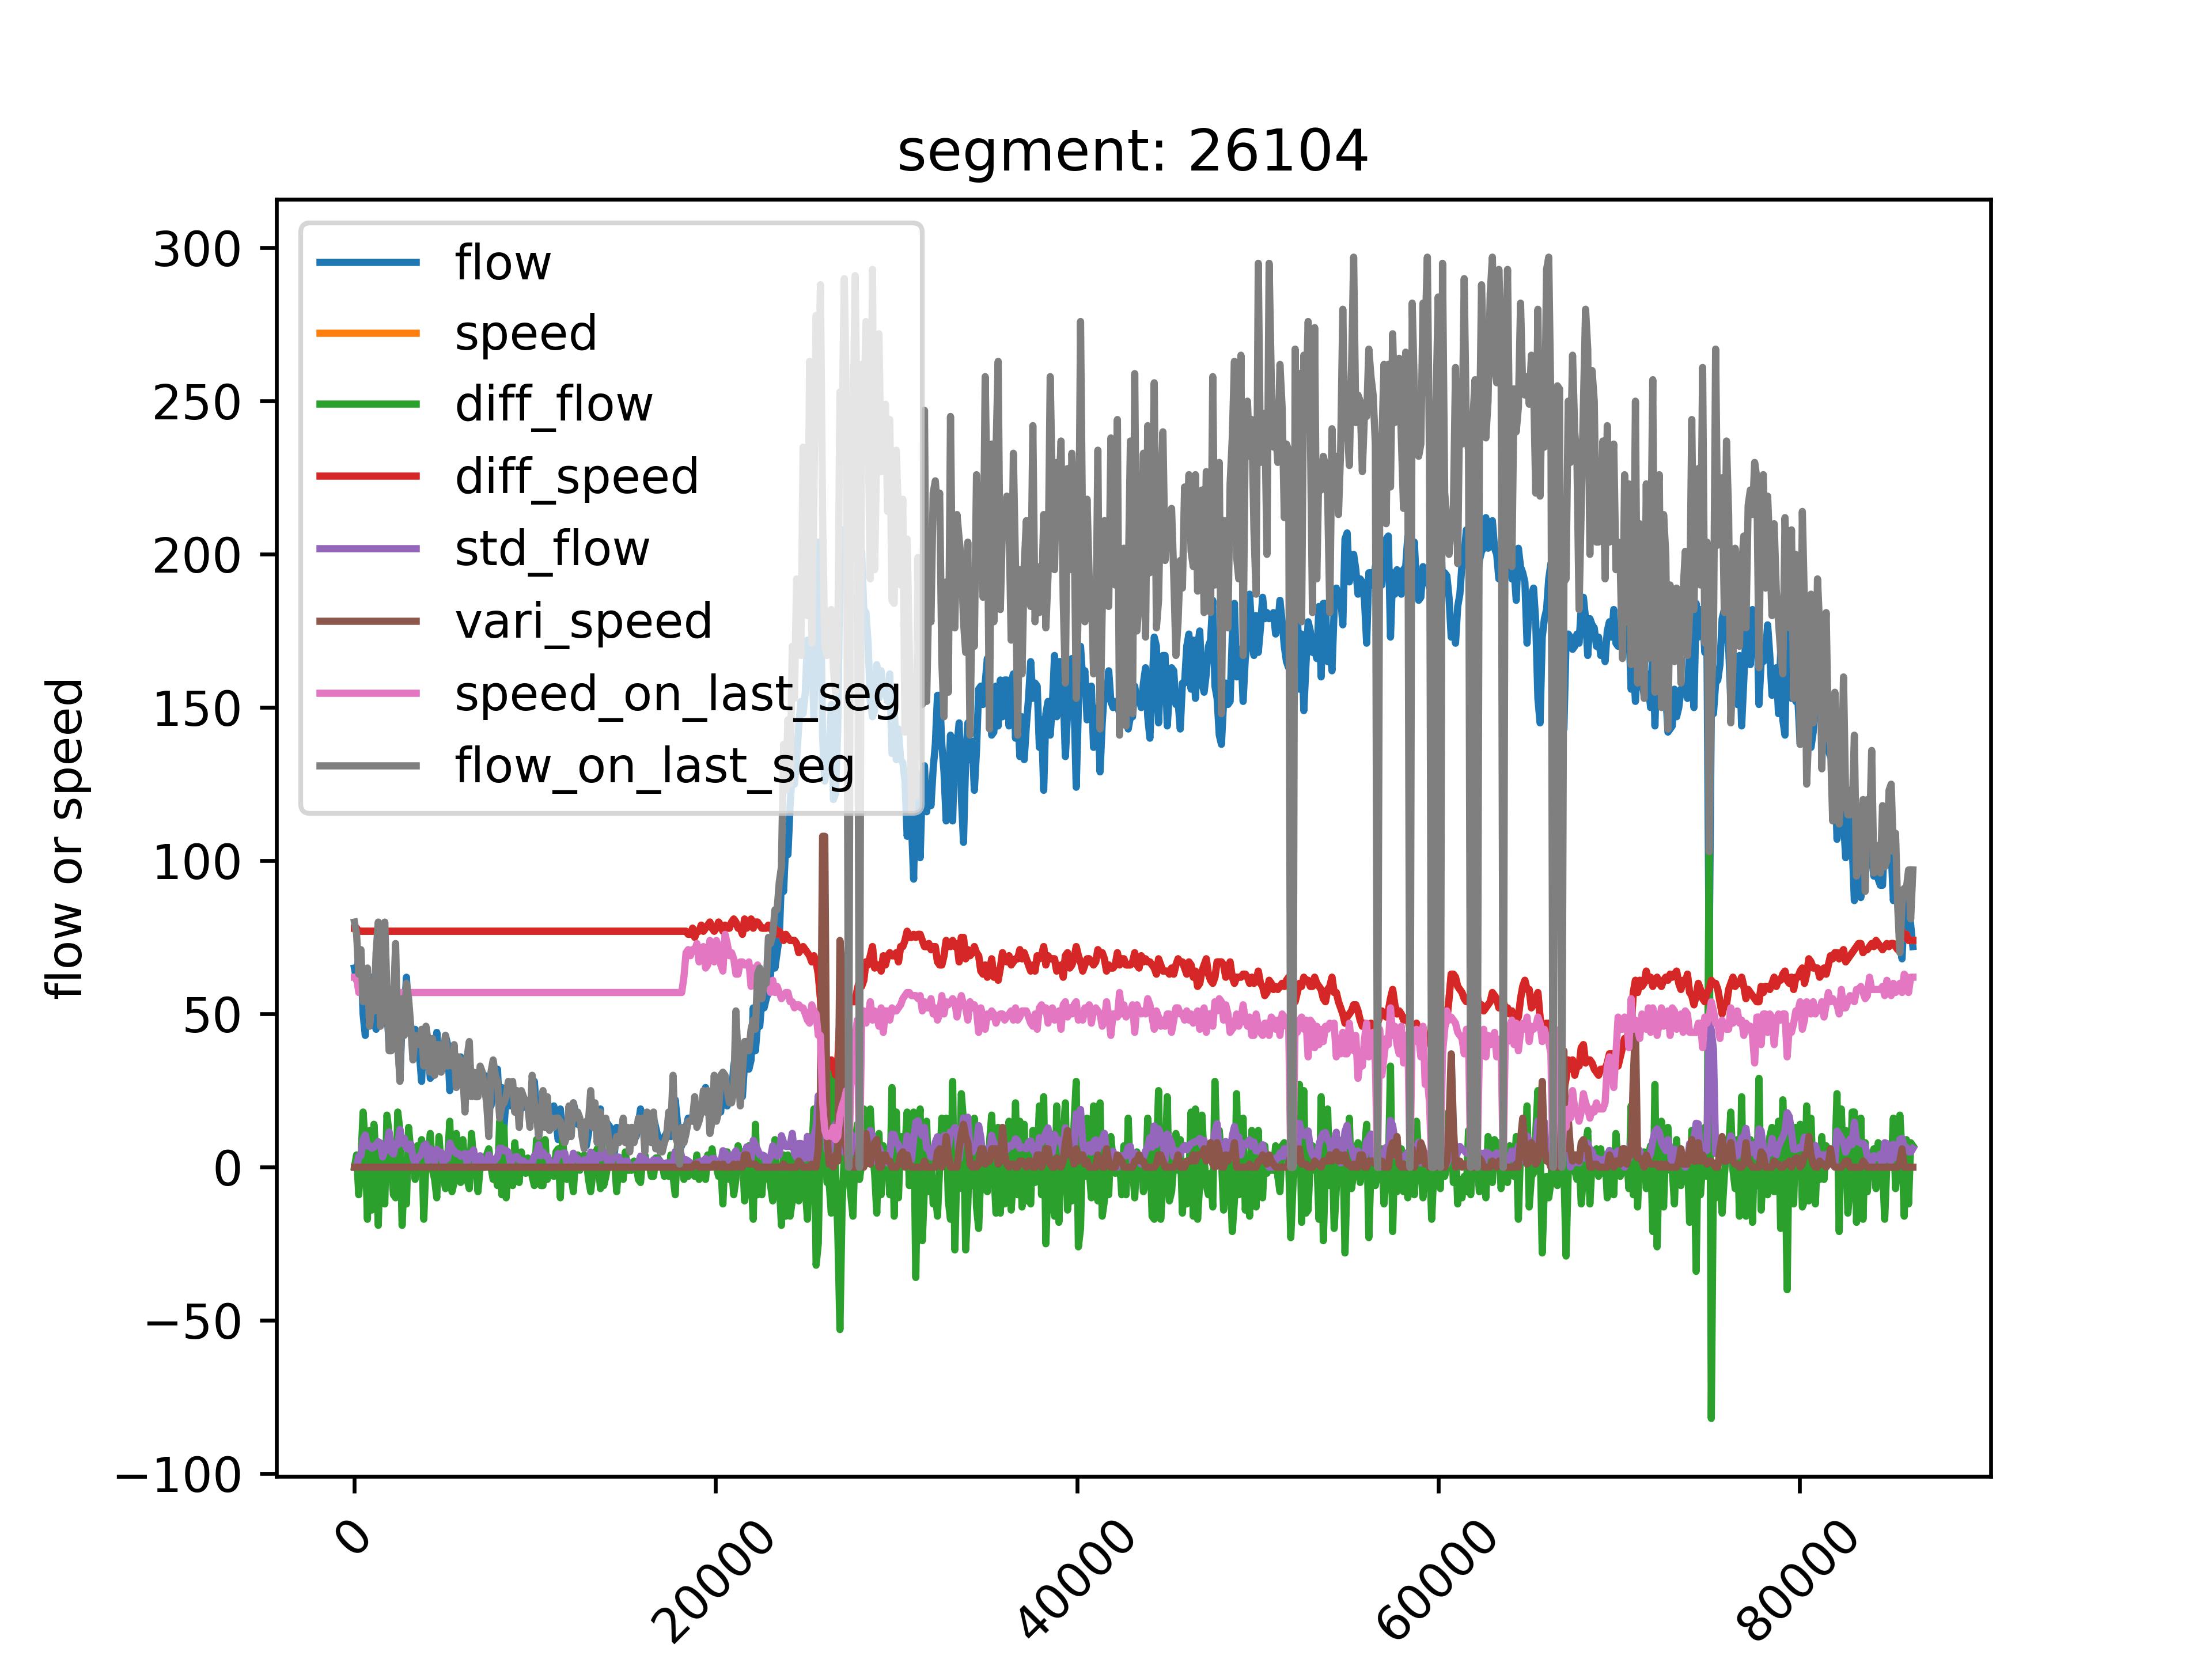 segment: 26104
300
250
200
150
100
50
0
−50
−100
flow or speed
flow
speed
diff_flow
diff_speed
std_flow
vari_speed
speed_on_last_seg
flow_on_last_seg
0
20000
40000
60000
80000